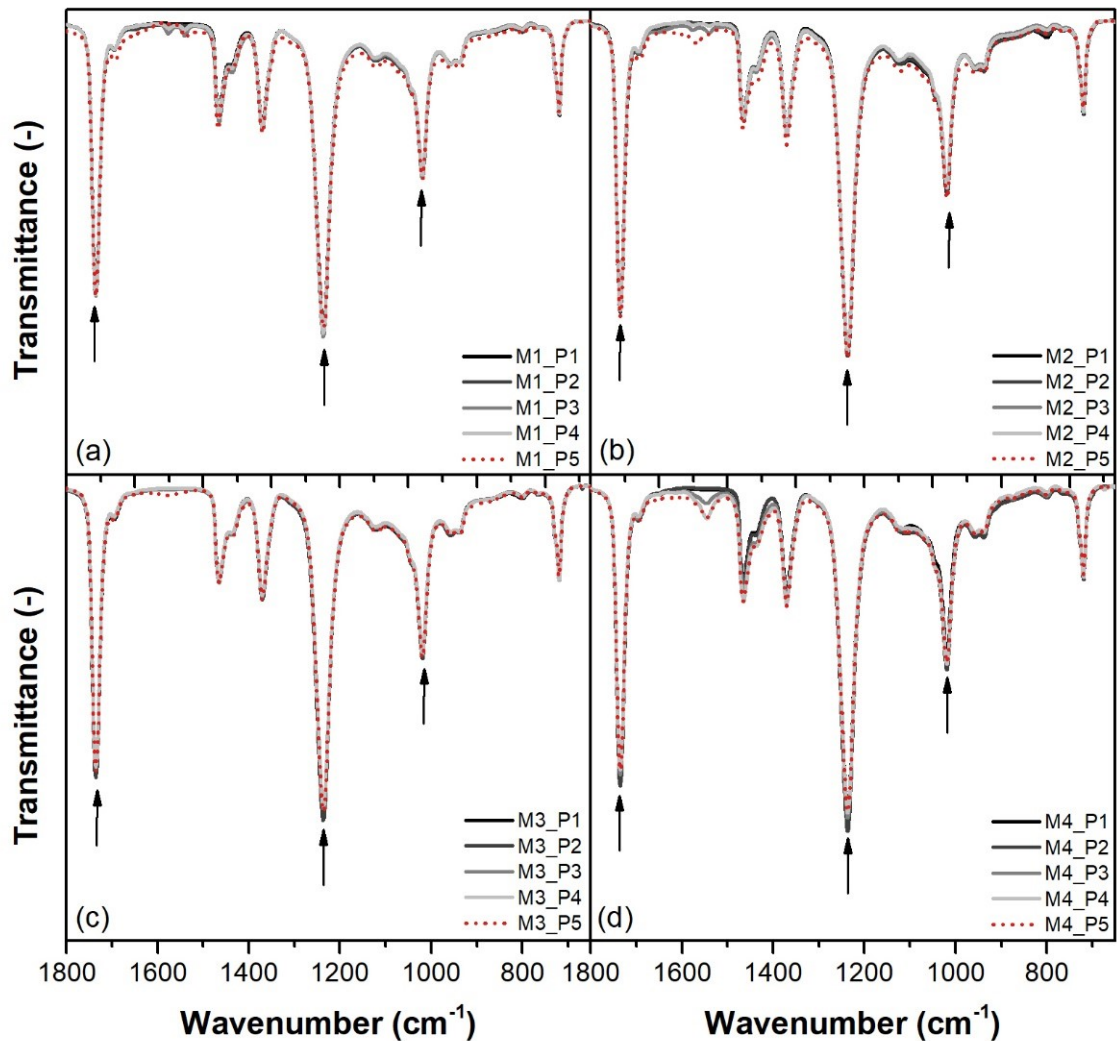 Transmittance (-)
M1_P1
M1_P2
M1_P3
M1_P4
M1_P5
(a)
M2_P1
M2_P2
M2_P3
M2_P4
M2_P5
(b)
Transmittance (-)
M3_P1
M3_P2
M3_P3
M3_P4
M3_P5
(c)
M4_P1
M4_P2
M4_P3
M4_P4
M4_P5
(d)
1800 1600 1400 1200 1000 800 1800 1600 1400 1200 1000 800
Wavenumber (cm⁻¹) Wavenumber (cm⁻¹)